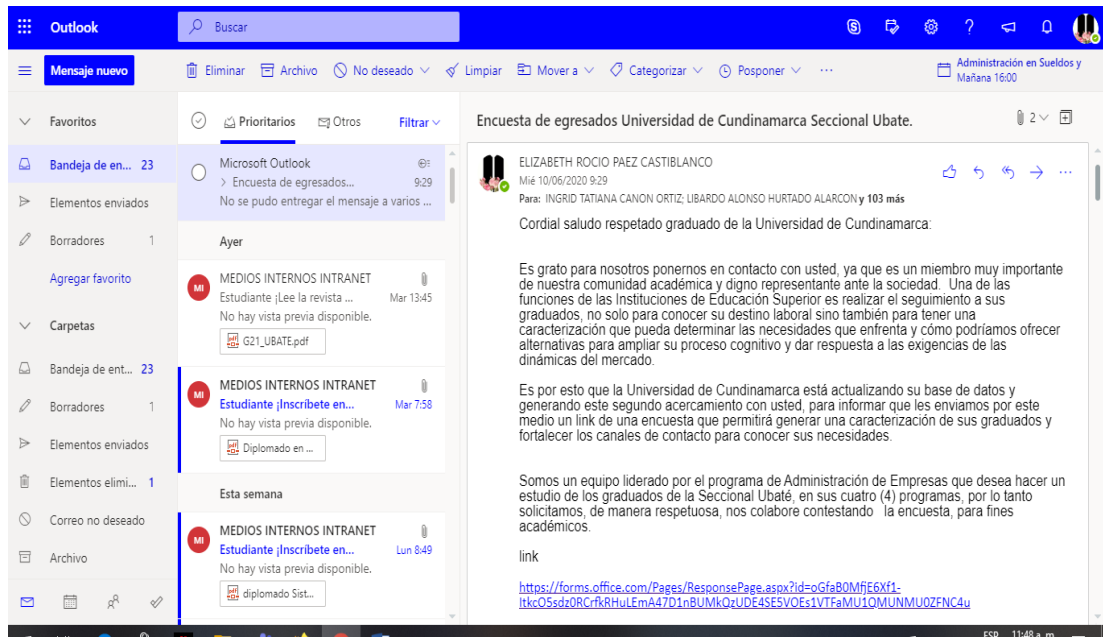 Outlook
Buscar
Mensaje nuevo
Eliminar Archivo No deseado Limpiar Mover a Categorizar Posponer ...
Administración en Sueldos y
Mañana 16:00
Favoritos
Bandeja de en... 23
Elementos enviados
Borradores 1
Agregar favorito
Carpetas
Bandeja de ent... 23
Borradores 1
Elementos enviados
Elementos elimi... 1
Correo no deseado
Archivo
Prioritarios Otros Filtrar
Microsoft Outlook
> Encuesta de egresados... 9:29
No se pudo entregar el mensaje a varios ...
Ayer
MI
MEDIOS INTERNOS INTRANET
Estudiante ¡Lee la revista ... Mar 13:45
No hay vista previa disponible.
G21_UBATE.pdf
MI
MEDIOS INTERNOS INTRANET
Estudiante ¡Inscríbete en... Mar 7:58
No hay vista previa disponible.
Diplomado en ...
Esta semana
MI
MEDIOS INTERNOS INTRANET
Estudiante ¡Inscríbete en... Lun 8:49
No hay vista previa disponible.
diplomado Sist...
Encuesta de egresados Universidad de Cundinamarca Seccional Ubate.
2
ELIZABETH ROCIO PAEZ CASTIBLANCO
Mié 10/06/2020 9:29
Para: INGRID TATIANA CANON ORTIZ; LIBARDO ALONSO HURTADO ALARCON y 103 más
Cordial saludo respetado graduado de la Universidad de Cundinamarca:
Es grato para nosotros ponernos en contacto con usted, ya que es un miembro muy importante
de nuestra comunidad académica y digno representante ante la sociedad. Una de las
funciones de las Instituciones de Educación Superior es realizar el seguimiento a sus
graduados, no solo para conocer su destino laboral sino también para tener una
caracterización que pueda determinar las necesidades que enfrenta y cómo podríamos ofrecer
alternativas para ampliar su proceso cognitivo y dar respuesta a las exigencias de las
dinámicas del mercado.
Es por esto que la Universidad de Cundinamarca está actualizando su base de datos y
generando este segundo acercamiento con usted, para informar que les enviamos por este
medio un link de una encuesta que permitirá generar una caracterización de sus graduados y
fortalecer los canales de contacto para conocer sus necesidades.
Somos un equipo liderado por el programa de Administración de Empresas que desea hacer un
estudio de los graduados de la Seccional Ubaté, en sus cuatro (4) programas, por lo tanto
solicitamos, de manera respetuosa, nos colabore contestando la encuesta, para fines
académicos.
link
https://forms.office.com/Pages/ResponsePage.aspx?id=oGfaB0MfjE6Xf1-
ItkcO5sdz0RCrfkRHuLEmA47D1nBUMkQzUDE4SE5VOEs1VTFaMU1QMUNMU0ZFNC4u
ESP 11:48 a. m.